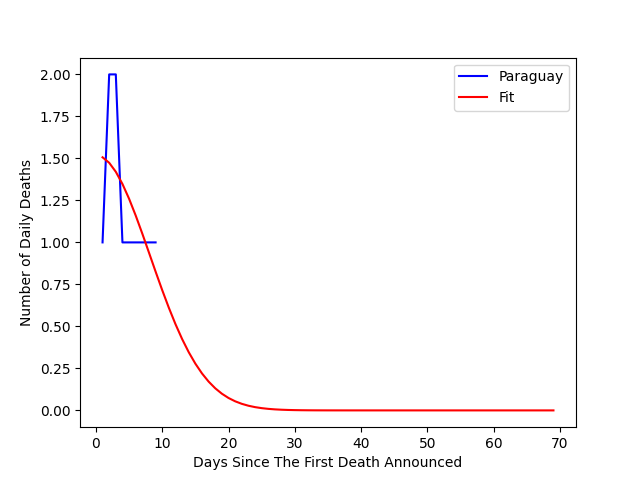 Paraguay
Fit
2.00
1.75
1.50
1.25
1.00
0.75
0.50
0.25
0.00
Number of Daily Deaths
0 10 20 30 40 50 60 70
Days Since The First Death Announced